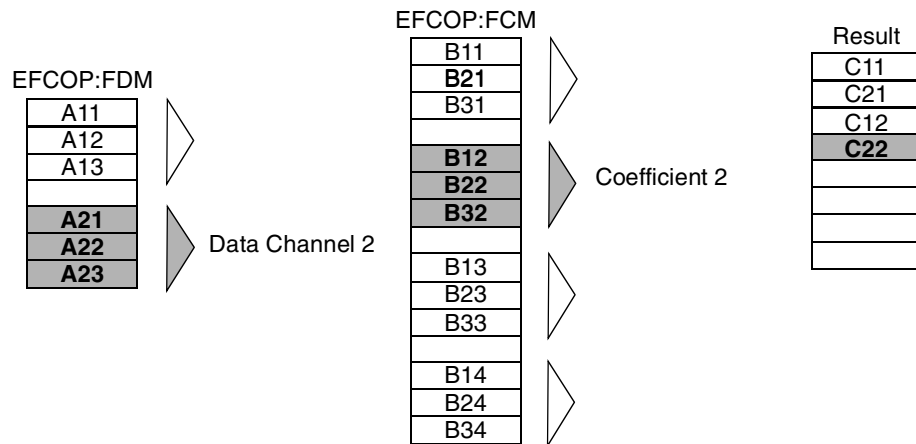 EFCOP:FDM
A11
A12
A13
A21
A22
A23
Data Channel 2
EFCOP:FCM
B11
B21
B31
B12
B22
B32
Coefficient 2
B13
B23
B33
B14
B24
B34
Result
C11
C21
C12
C22